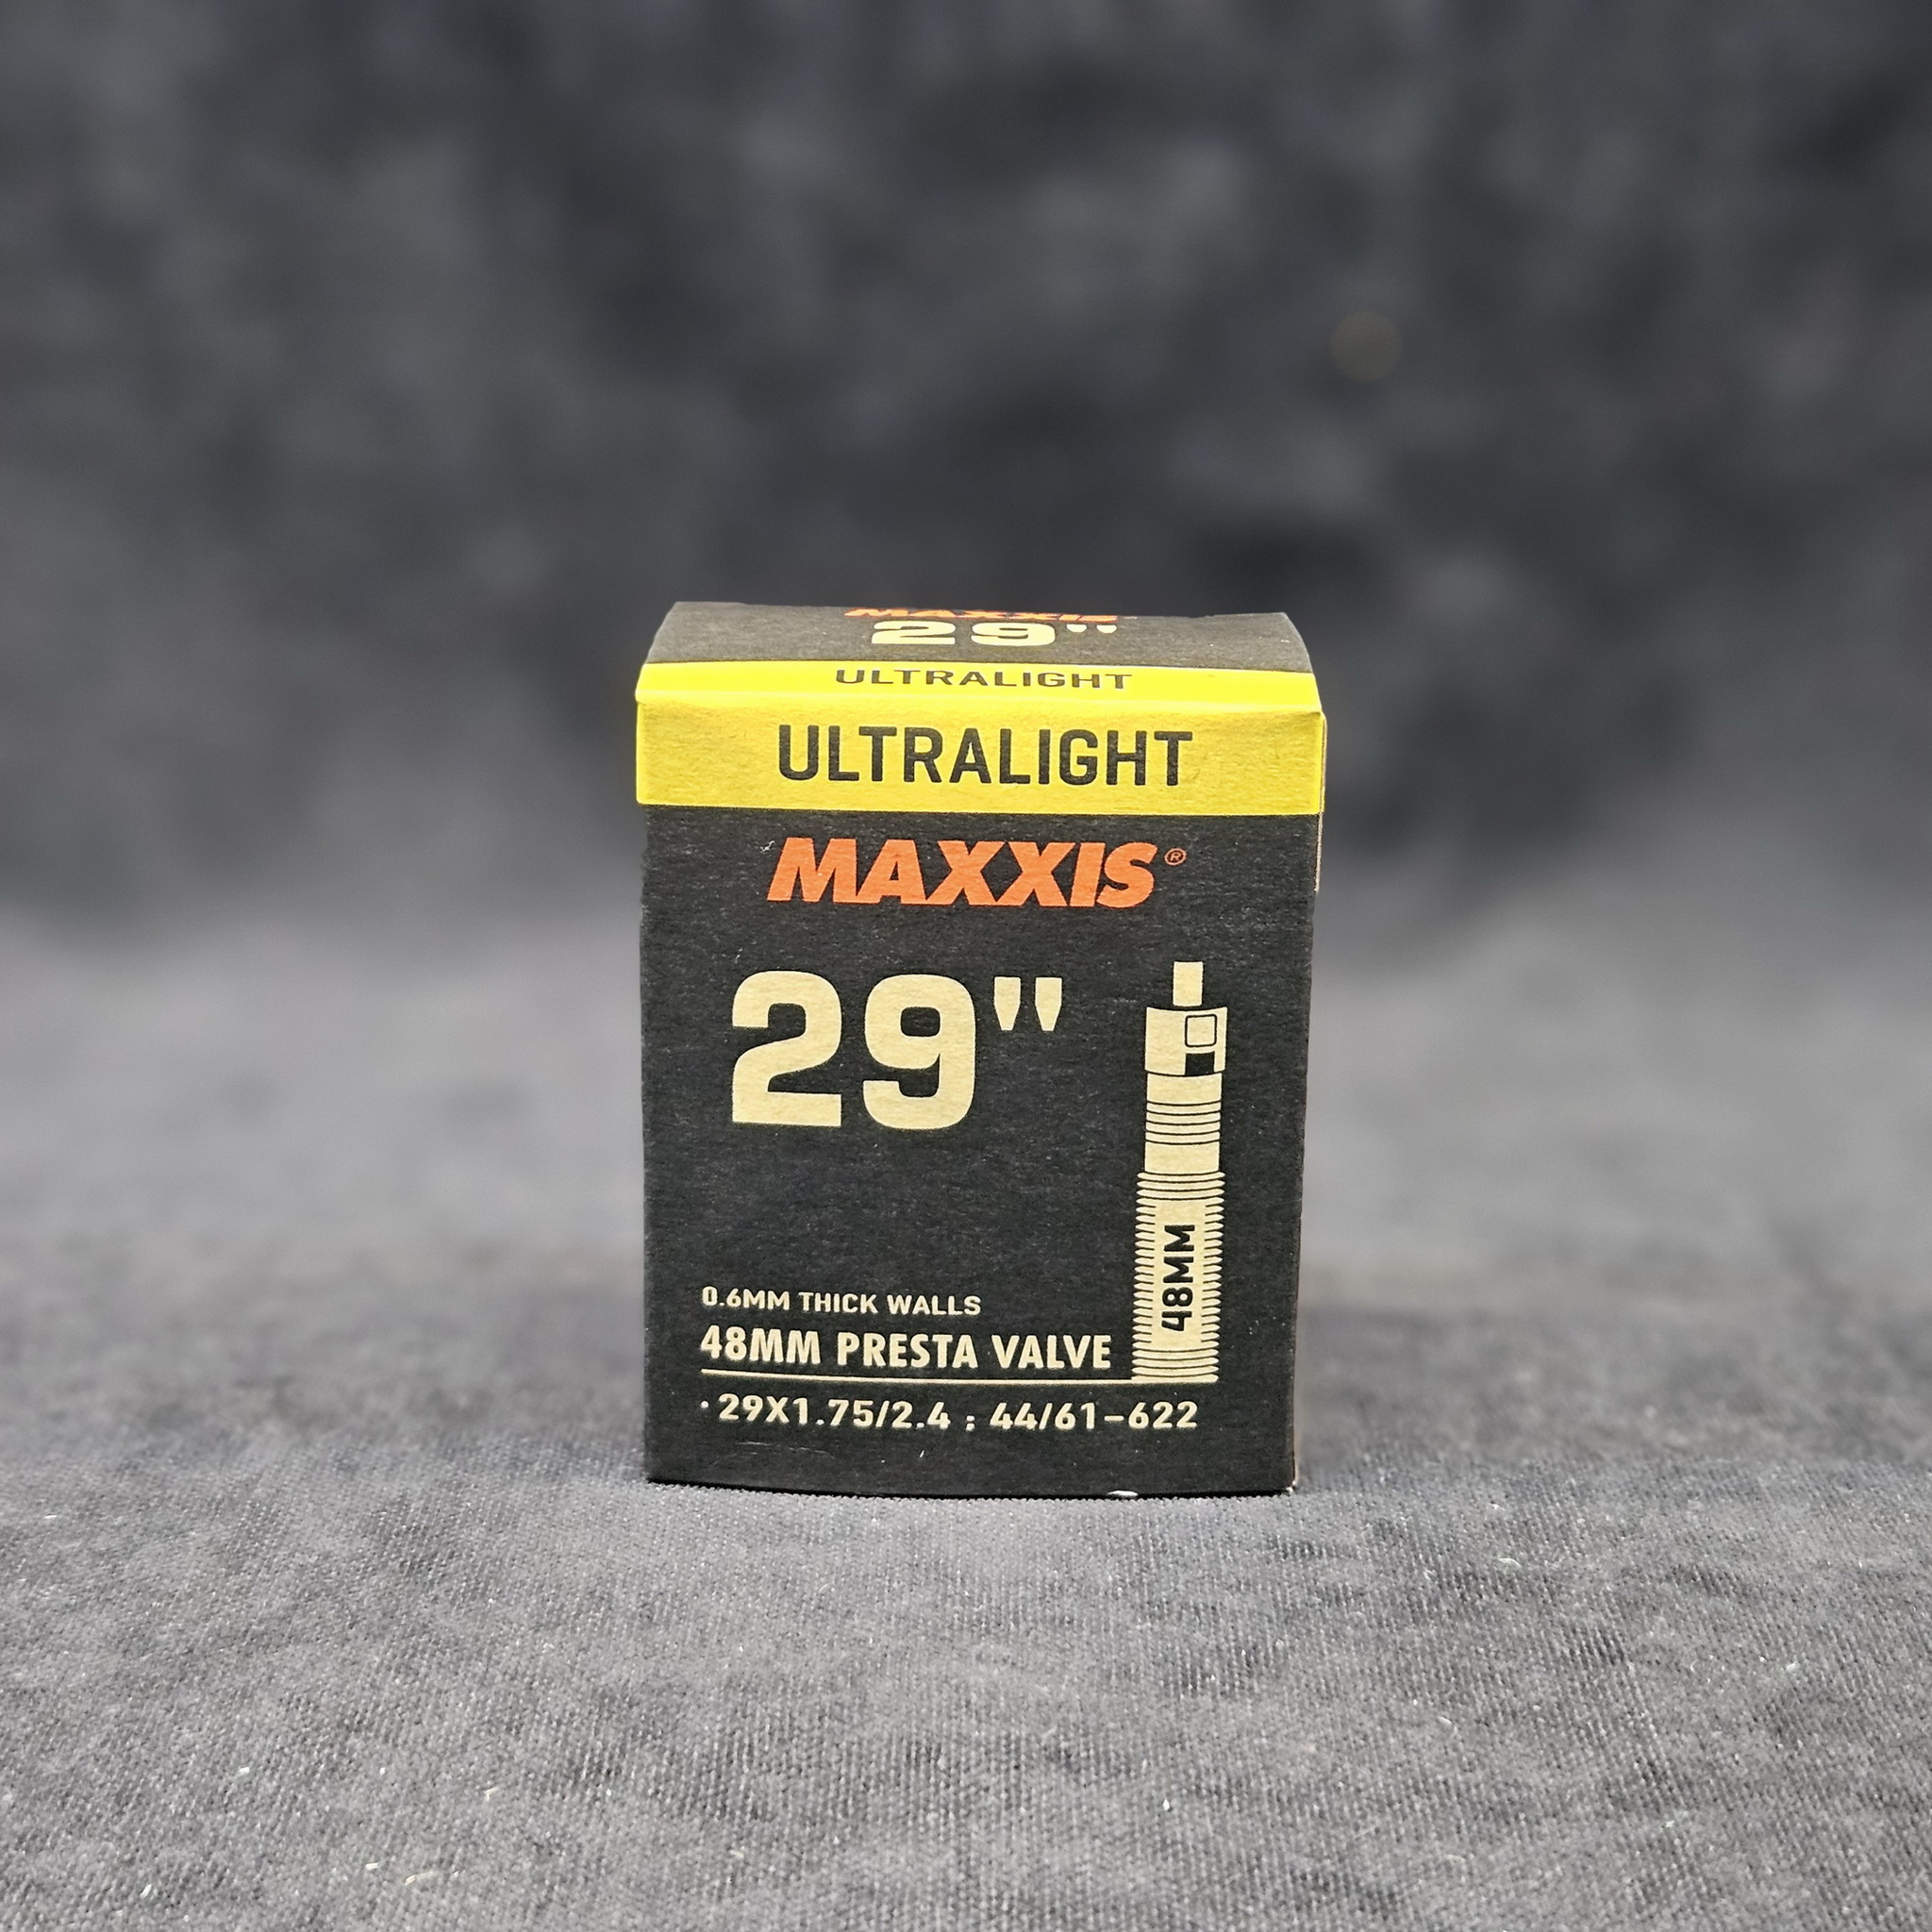 MAXXIS
29"
ULTRALIGHT
ULTRALIGHT
MAXXIS®
29"
48MM
0.6MM THICK WALLS
48MM PRESTA VALVE
·29X1.75/2.4 ; 44/61-622